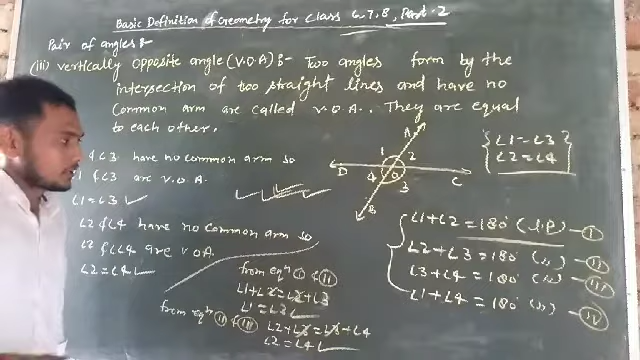 Basic Definition of Geometry for Class 6,7,8, Part-2
Pair of angles :-
(iii) vertically opposite angle (V.O.A) :- Two angles form by the
intersection of two straight lines and have no
Common arm are called V.O.A.. They are equal
to each other.
& ∠3 have no common arm so
∠1 & ∠3 are V.O.A.
∠1 = ∠3 ✓
∠2 & ∠4 have no common arm so
∠2 & ∠4 are V.O.A
∠2 = ∠4
A
1 2
D 4 O 3 C
B
{ ∠1 = ∠3
∠2 = ∠4 }
∠1 + ∠2 = 180° (L.P) — (I)
∠2 + ∠3 = 180° (,,) — (II)
∠3 + ∠4 = 180° (,,) — (III)
∠1 + ∠4 = 180° (,,) — (IV)
from eqⁿ (I) & (II)
∠1 + ∠2 = ∠2 + ∠3
∠1 = ∠3
from eqⁿ (II) & (III)
∠2 + ∠3 = ∠3 + ∠4
∠2 = ∠4